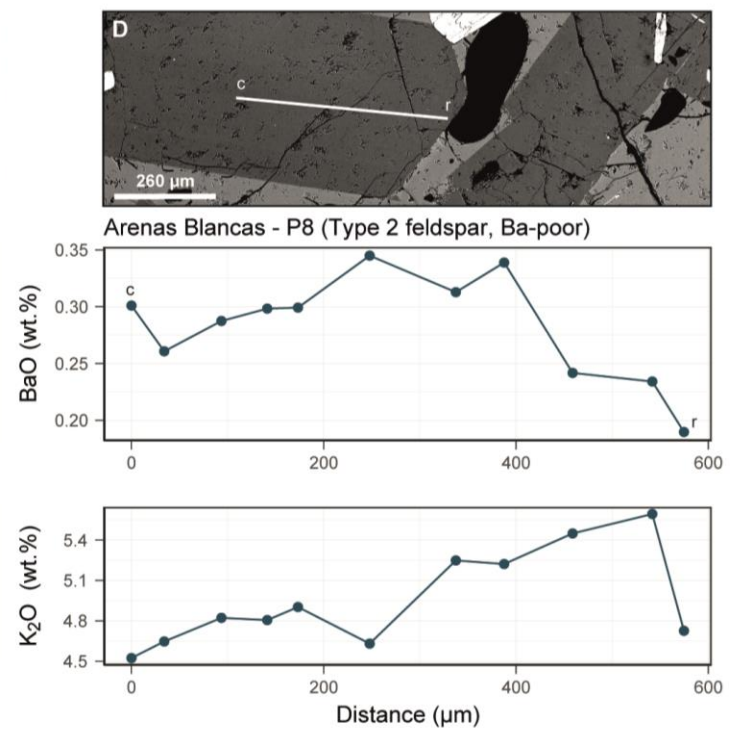 D
c
r
260 µm
Arenas Blancas - P8 (Type 2 feldspar, Ba-poor)
BaO (wt.%)
0.35
0.30
0.25
0.20
c
r
0
200
400
600
K₂O (wt.%)
5.4
5.1
4.8
4.5
0
200
400
600
Distance (µm)